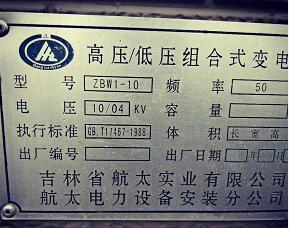 高压/低压组合式变电
型 号 ZBW1-10 频 率 50
电 压 10/04 KV 容 量
执行标准 GB.T17467-1988 体 积 长 宽 高
出厂编号 出厂日期 年 月
吉林省航太实业有限公司
航太电力设备安装分公司